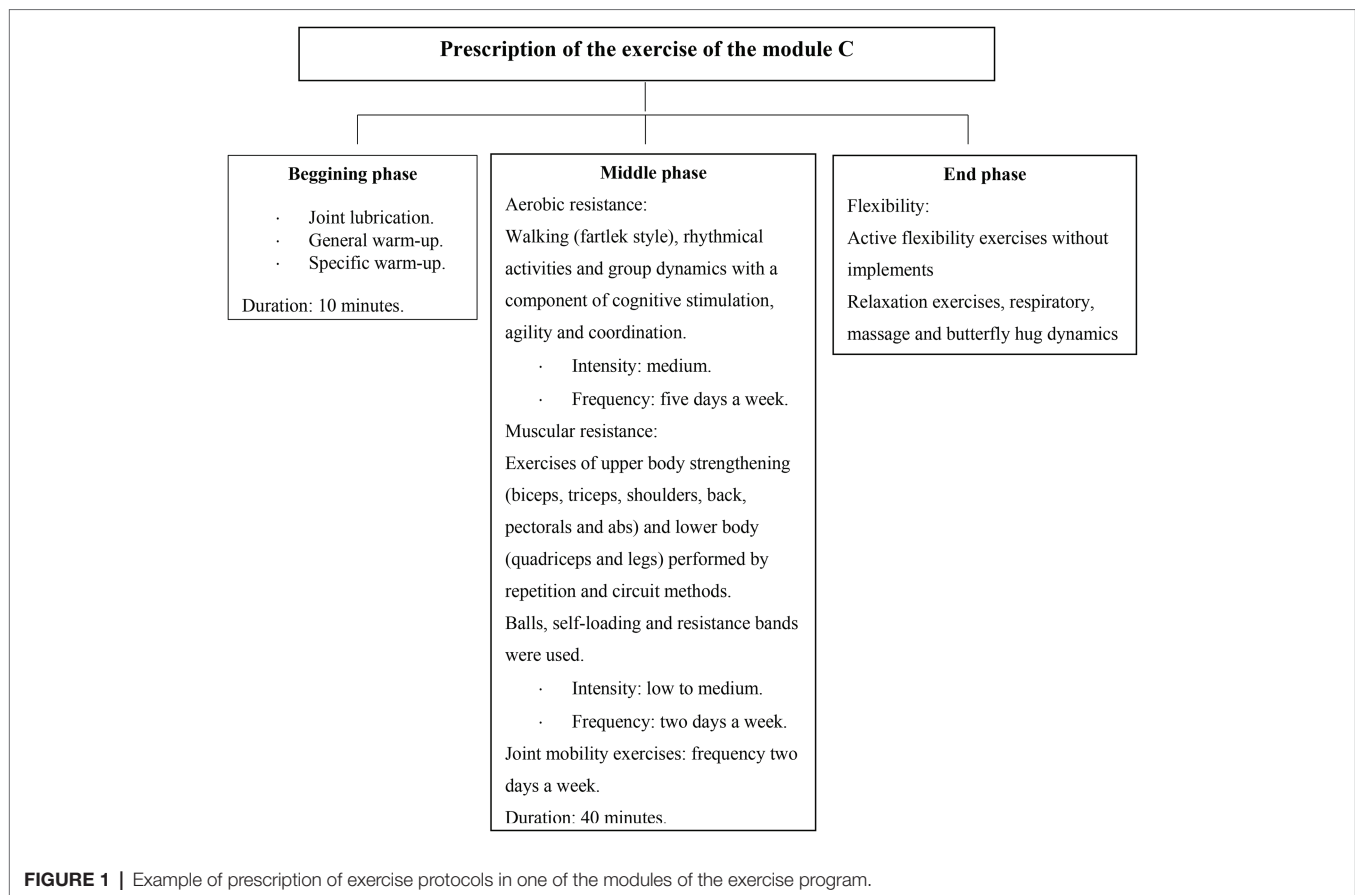 Prescription of the exercise of the module C
Beggining phase
· Joint lubrication.
· General warm-up.
· Specific warm-up.
Duration: 10 minutes.
Middle phase
Aerobic resistance:
Walking (fartlek style), rhythmical
activities and group dynamics with a
component of cognitive stimulation,
agility and coordination.
· Intensity: medium.
· Frequency: five days a week.
Muscular resistance:
Exercises of upper body strengthening
(biceps, triceps, shoulders, back,
pectorals and abs) and lower body
(quadriceps and legs) performed by
repetition and circuit methods.
Balls, self-loading and resistance bands
were used.
· Intensity: low to medium.
· Frequency: two days a week.
Joint mobility exercises: frequency two
days a week.
Duration: 40 minutes.
End phase
Flexibility:
Active flexibility exercises without
implements
Relaxation exercises, respiratory,
massage and butterfly hug dynamics
FIGURE 1 | Example of prescription of exercise protocols in one of the modules of the exercise program.